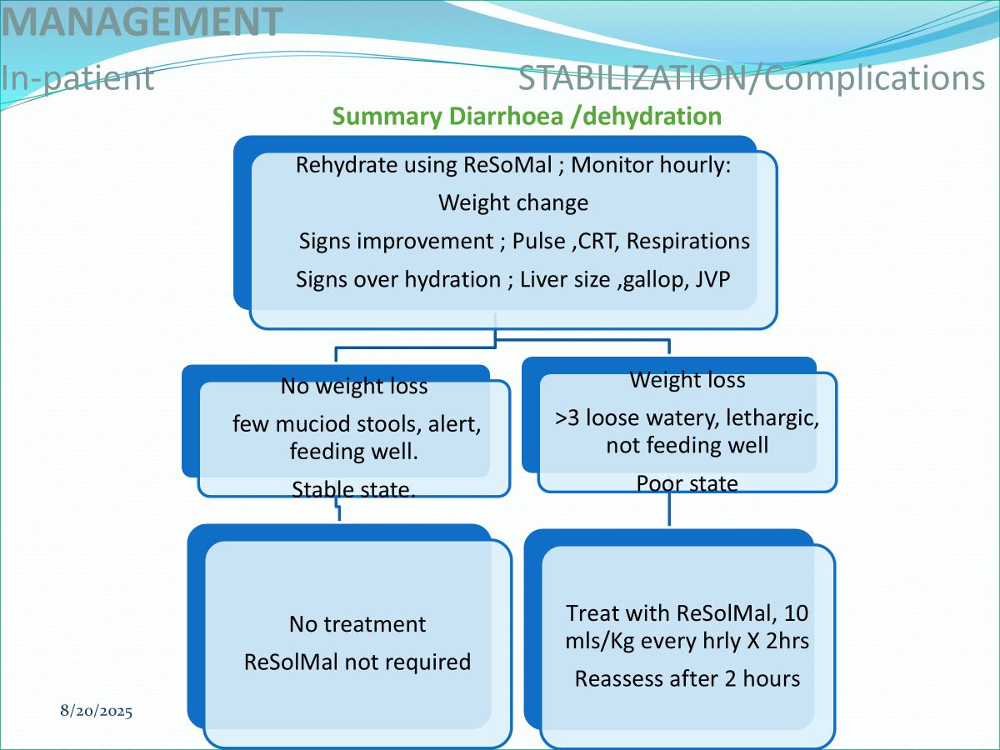 MANAGEMENT
In-patient STABILIZATION/Complications
Summary Diarrhoea /dehydration
Rehydrate using ReSoMal ; Monitor hourly:
Weight change
Signs improvement ; Pulse ,CRT, Respirations
Signs over hydration ; Liver size ,gallop, JVP
No weight loss
few muciod stools, alert,
feeding well.
Stable state.
Weight loss
>3 loose watery, lethargic,
not feeding well
Poor state
No treatment
ReSolMal not required
Treat with ReSolMal, 10
mls/Kg every hrly X 2hrs
Reassess after 2 hours
8/20/2025